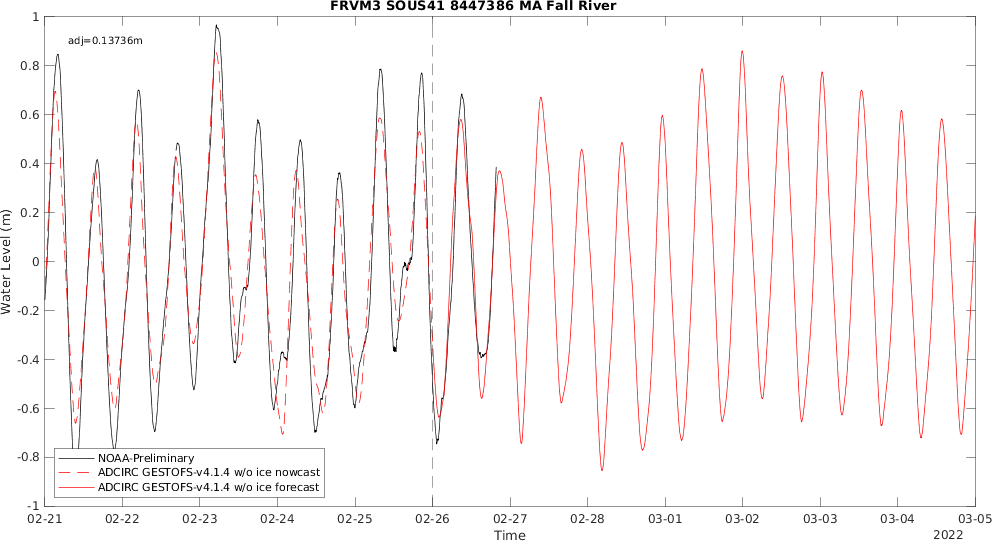 FRVM3 SOUS41 8447386 MA Fall River
adj=0.13736m
1
0.8
0.6
0.4
0.2
0
-0.2
-0.4
-0.6
-0.8
-1
Water Level (m)
NOAA-Preliminary
ADCIRC GESTOFS-v4.1.4 w/o ice nowcast
ADCIRC GESTOFS-v4.1.4 w/o ice forecast
02-21 02-22 02-23 02-24 02-25 02-26 02-27 02-28 03-01 03-02 03-03 03-04 03-05
Time
2022